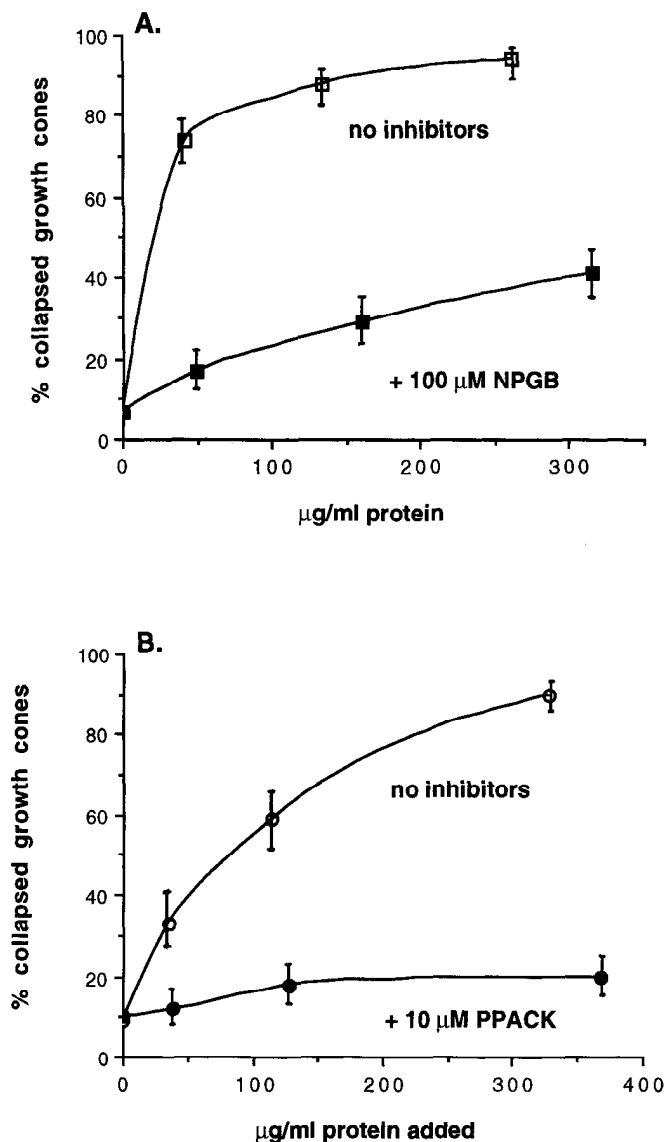 A.
100
80
60
40
20
0
% collapsed growth cones
no inhibitors
+ 100 μM NPGB
0 100 200 300
μg/ml protein
B.
100
80
60
40
20
0
% collapsed growth cones
no inhibitors
+ 10 μM PPACK
0 100 200 300 400
μg/ml protein added